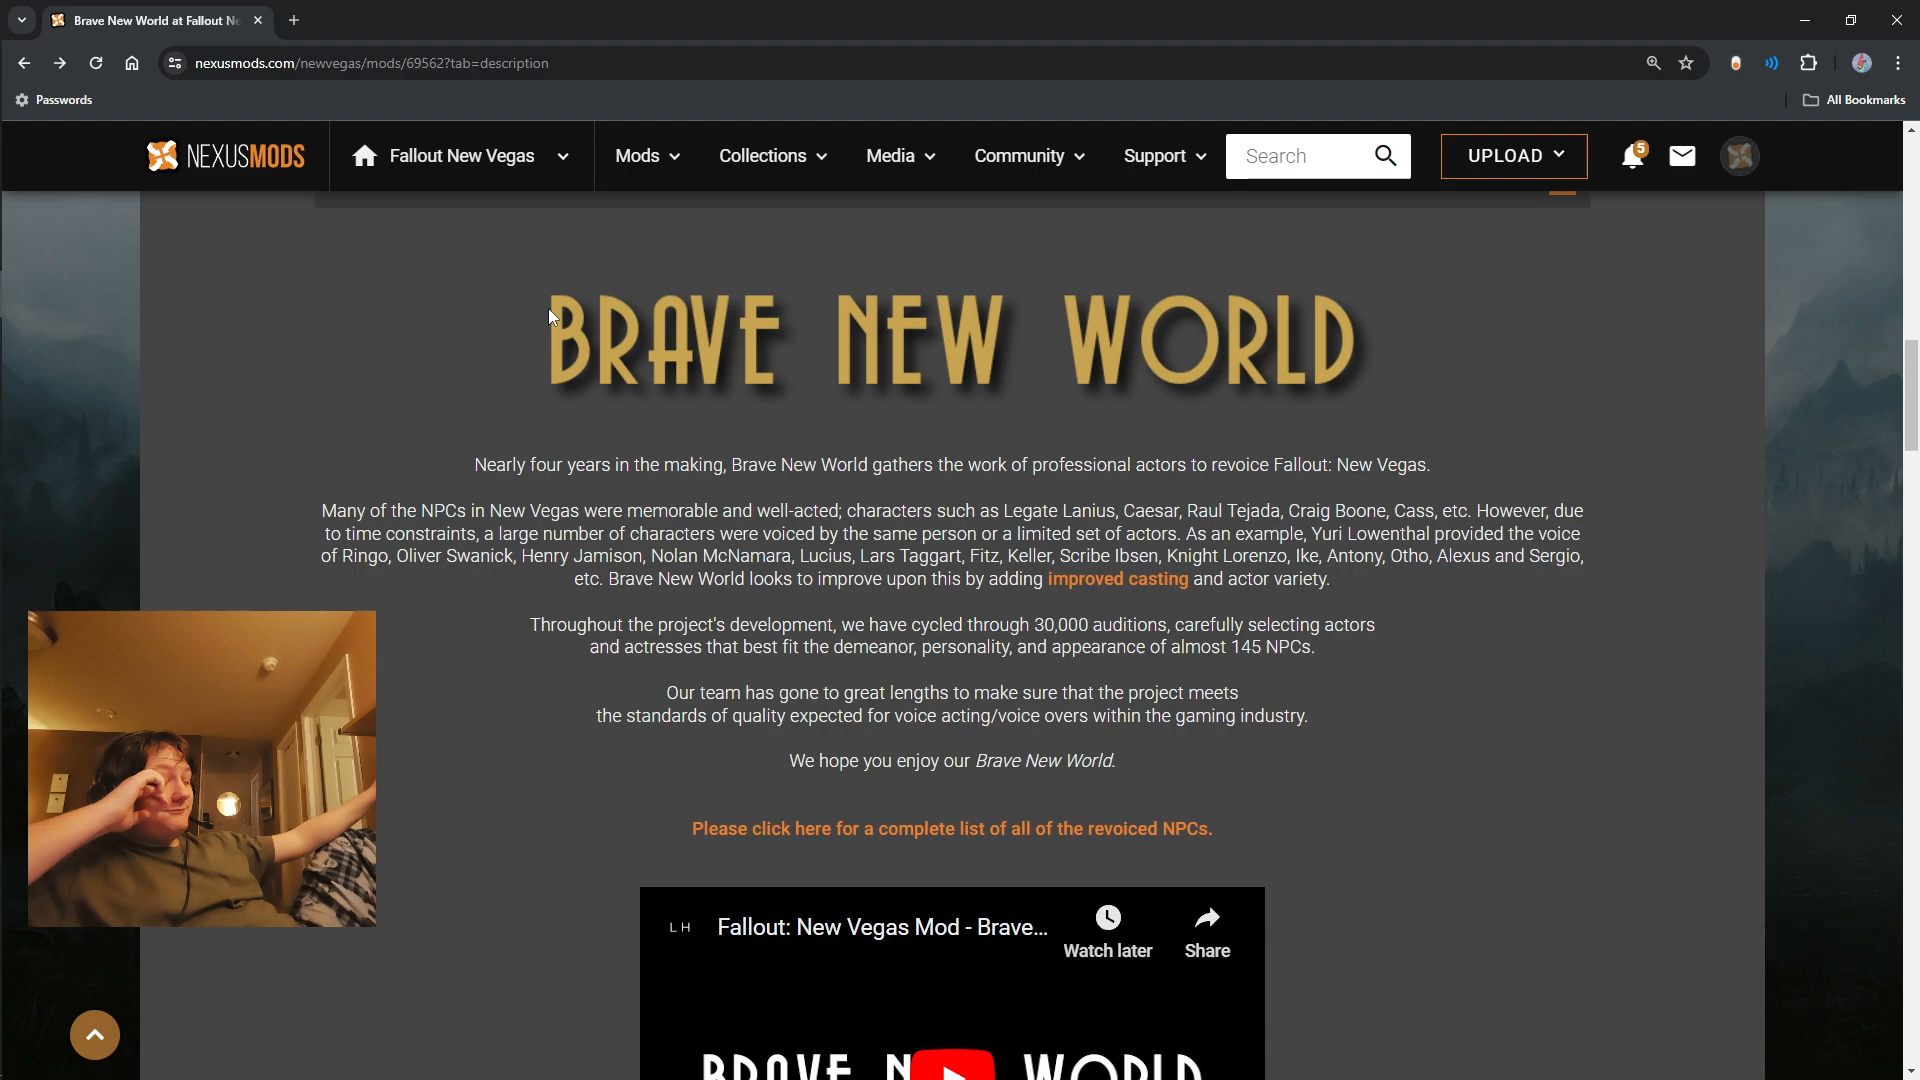 Brave New World at Fallout Ne
nexusmods.com/newvegas/mods/69562?tab=description
Passwords
All Bookmarks
NEXUSMODS
Fallout New Vegas
Mods
Collections
Media
Community
Support
Search
UPLOAD
5
BRAVE NEW WORLD
Nearly four years in the making, Brave New World gathers the work of professional actors to revoice Fallout: New Vegas.
Many of the NPCs in New Vegas were memorable and well-acted; characters such as Legate Lanius, Caesar, Raul Tejada, Craig Boone, Cass, etc. However, due
to time constraints, a large number of characters were voiced by the same person or a limited set of actors. As an example, Yuri Lowenthal provided the voice
of Ringo, Oliver Swanick, Henry Jamison, Nolan McNamara, Lucius, Lars Taggart, Fitz, Keller, Scribe Ibsen, Knight Lorenzo, Ike, Antony, Otho, Alexus and Sergio,
etc. Brave New World looks to improve upon this by adding improved casting and actor variety.
Throughout the project's development, we have cycled through 30,000 auditions, carefully selecting actors
and actresses that best fit the demeanor, personality, and appearance of almost 145 NPCs.
Our team has gone to great lengths to make sure that the project meets
the standards of quality expected for voice acting/voice overs within the gaming industry.
We hope you enjoy our Brave New World.
Please click here for a complete list of all of the revoiced NPCs.
LH
Fallout: New Vegas Mod - Brave...
Watch later
Share
BRAVE N WORLD